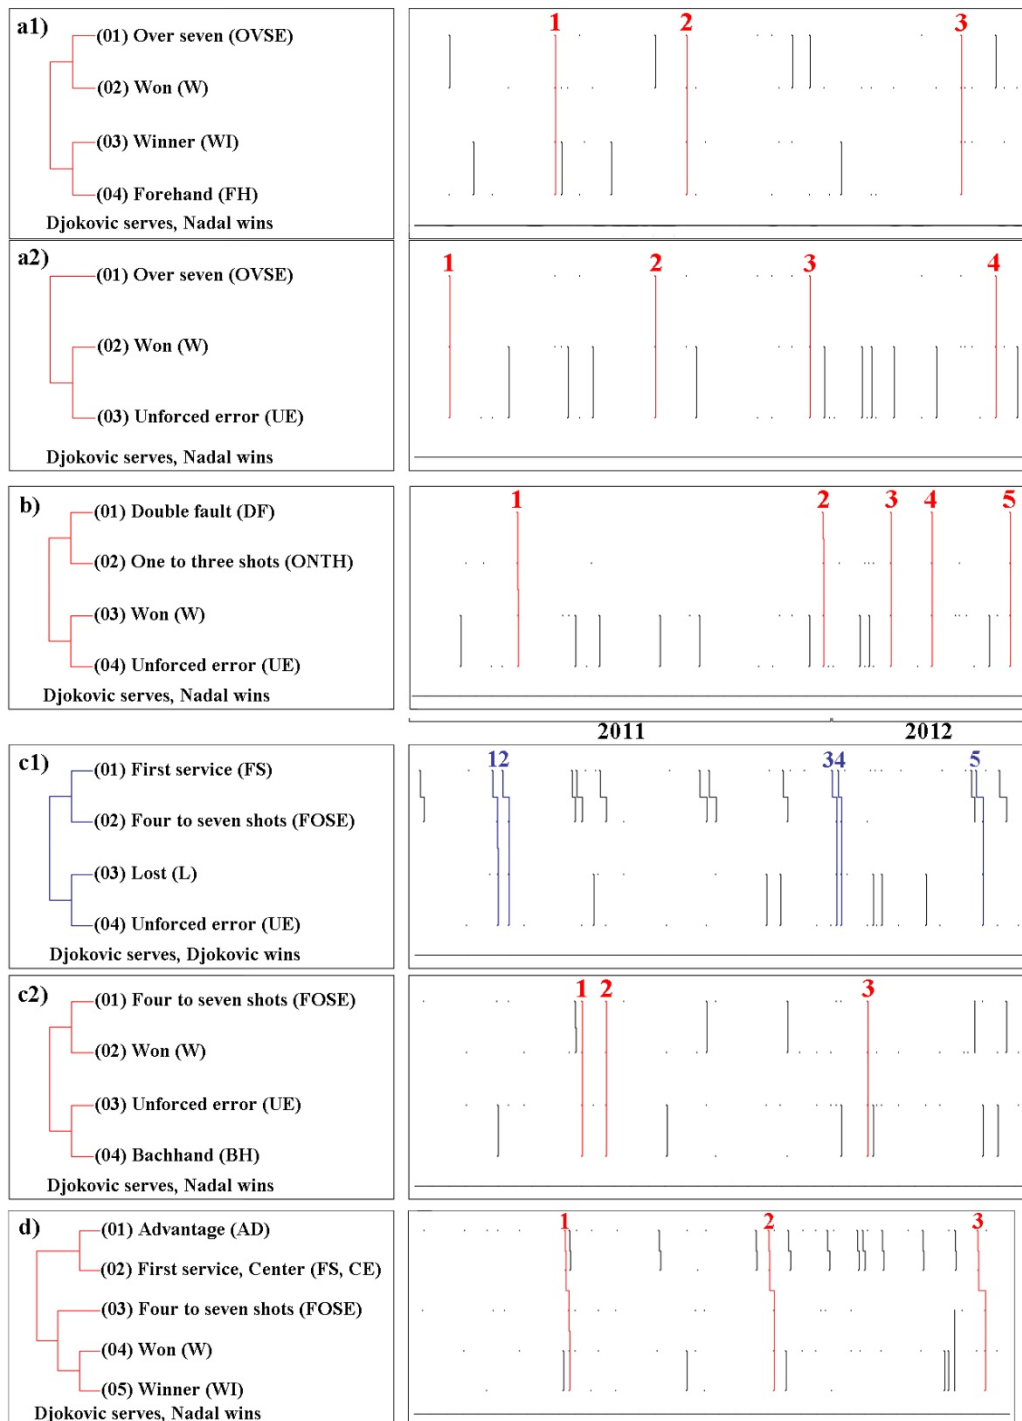 a1)
(01) Over seven (OVSE)
(02) Won (W)
(03) Winner (WI)
(04) Forehand (FH)
Djokovic serves, Nadal wins
1 2 3
a2)
(01) Over seven (OVSE)
(02) Won (W)
(03) Unforced error (UE)
Djokovic serves, Nadal wins
1 2 3 4
b)
(01) Double fault (DF)
(02) One to three shots (ONTH)
(03) Won (W)
(04) Unforced error (UE)
Djokovic serves, Nadal wins
1 2 3 4 5
2011 2012
c1)
(01) First service (FS)
(02) Four to seven shots (FOSE)
(03) Lost (L)
(04) Unforced error (UE)
Djokovic serves, Djokovic wins
12 34 5
c2)
(01) Four to seven shots (FOSE)
(02) Won (W)
(03) Unforced error (UE)
(04) Bachhand (BH)
Djokovic serves, Nadal wins
1 2 3
d)
(01) Advantage (AD)
(02) First service, Center (FS, CE)
(03) Four to seven shots (FOSE)
(04) Won (W)
(05) Winner (WI)
Djokovic serves, Nadal wins
1 2 3